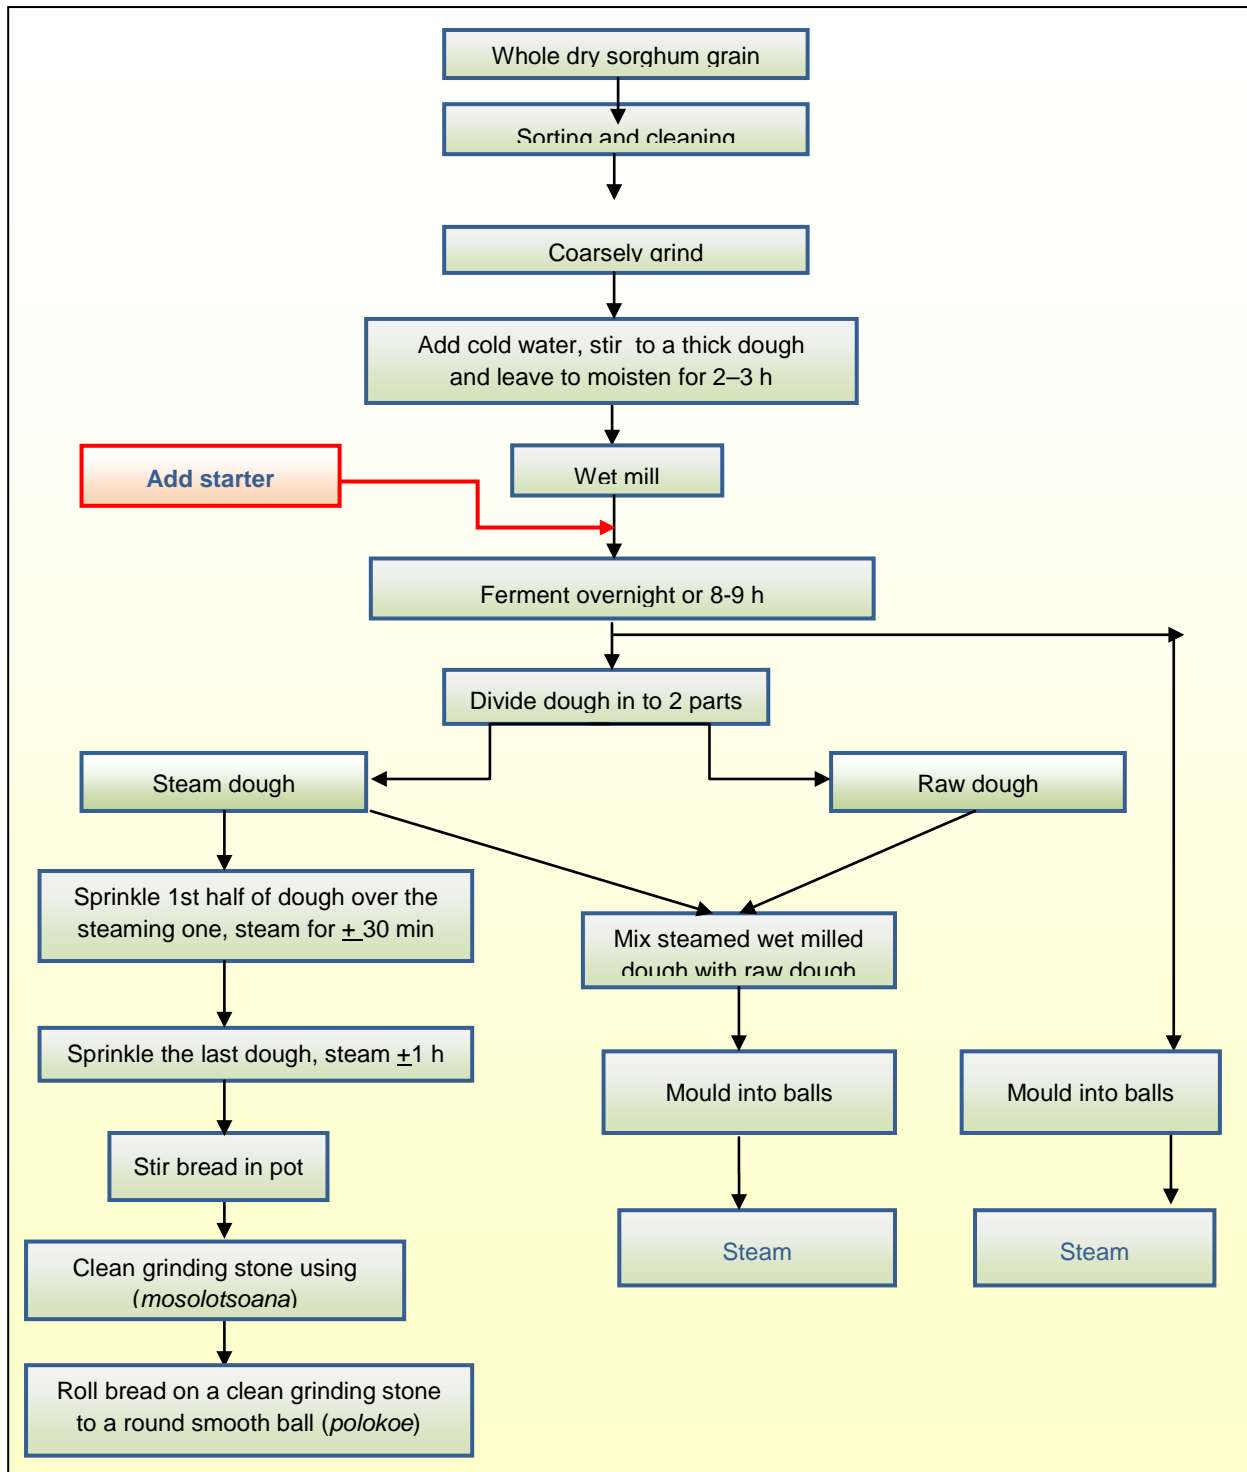 Whole dry sorghum grain
Sorting and cleaning
Coarsely grind
Add cold water, stir to a thick dough
and leave to moisten for 2–3 h
Add starter
Wet mill
Ferment overnight or 8-9 h
Divide dough in to 2 parts
Steam dough
Raw dough
Sprinkle 1st half of dough over the
steaming one, steam for ± 30 min
Mix steamed wet milled
dough with raw dough
Sprinkle the last dough, steam ±1 h
Mould into balls
Mould into balls
Stir bread in pot
Steam
Steam
Clean grinding stone using
(mosolotsoana)
Roll bread on a clean grinding stone
to a round smooth ball (polokoe)